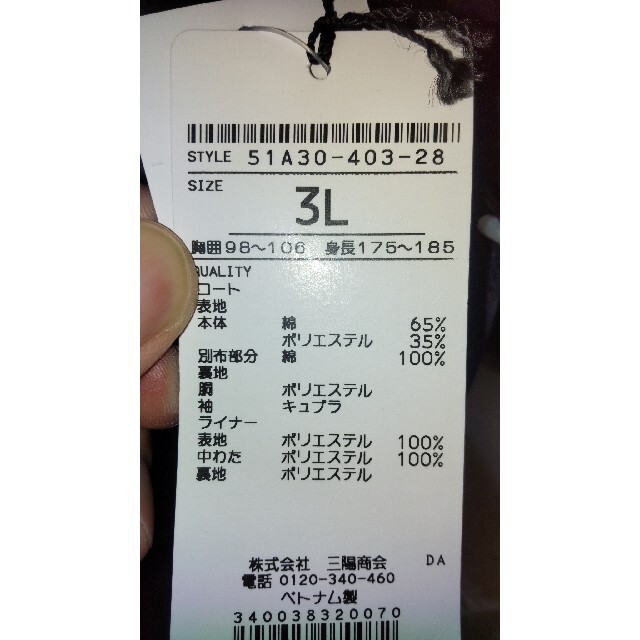 STYLE 51A30-403-28
SIZE
3L
胸囲98～106 身長175～185
QUALITY
コート
表地
本体 綿 65%
ポリエステル 35%
別布部分 綿 100%
裏地
胴 ポリエステル
袖 キュプラ
ライナー
表地 ポリエステル 100%
中わた ポリエステル 100%
裏地 ポリエステル
株式会社 三陽商会 DA
電話 0120-340-460
ベトナム製
340038320070